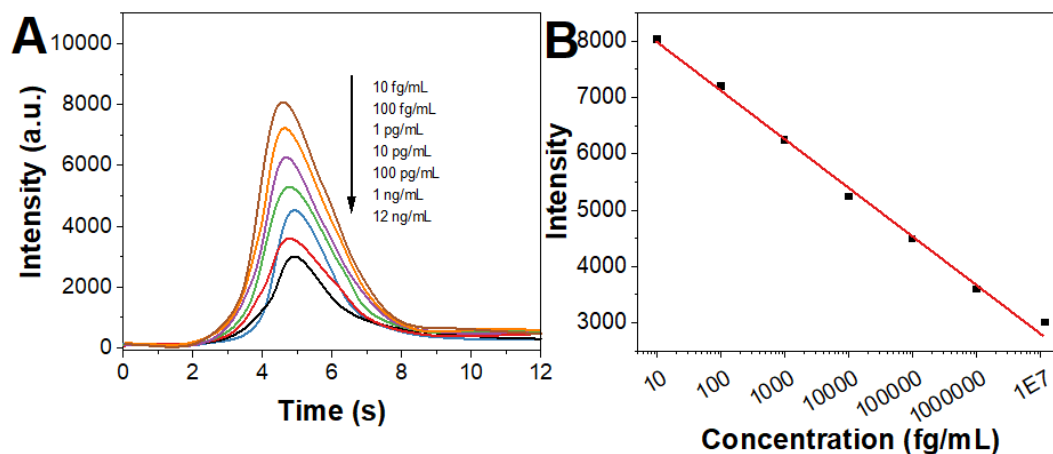 A
10000
8000
6000
4000
2000
0
Intensity (a.u.)
10 fg/mL
100 fg/mL
1 pg/mL
10 pg/mL
100 pg/mL
1 ng/mL
12 ng/mL
0 2 4 6 8 10 12
Time (s)
B
8000
7000
6000
5000
4000
3000
Intensity
10 100 1000 10000 100000 1000000 1E7
Concentration (fg/mL)